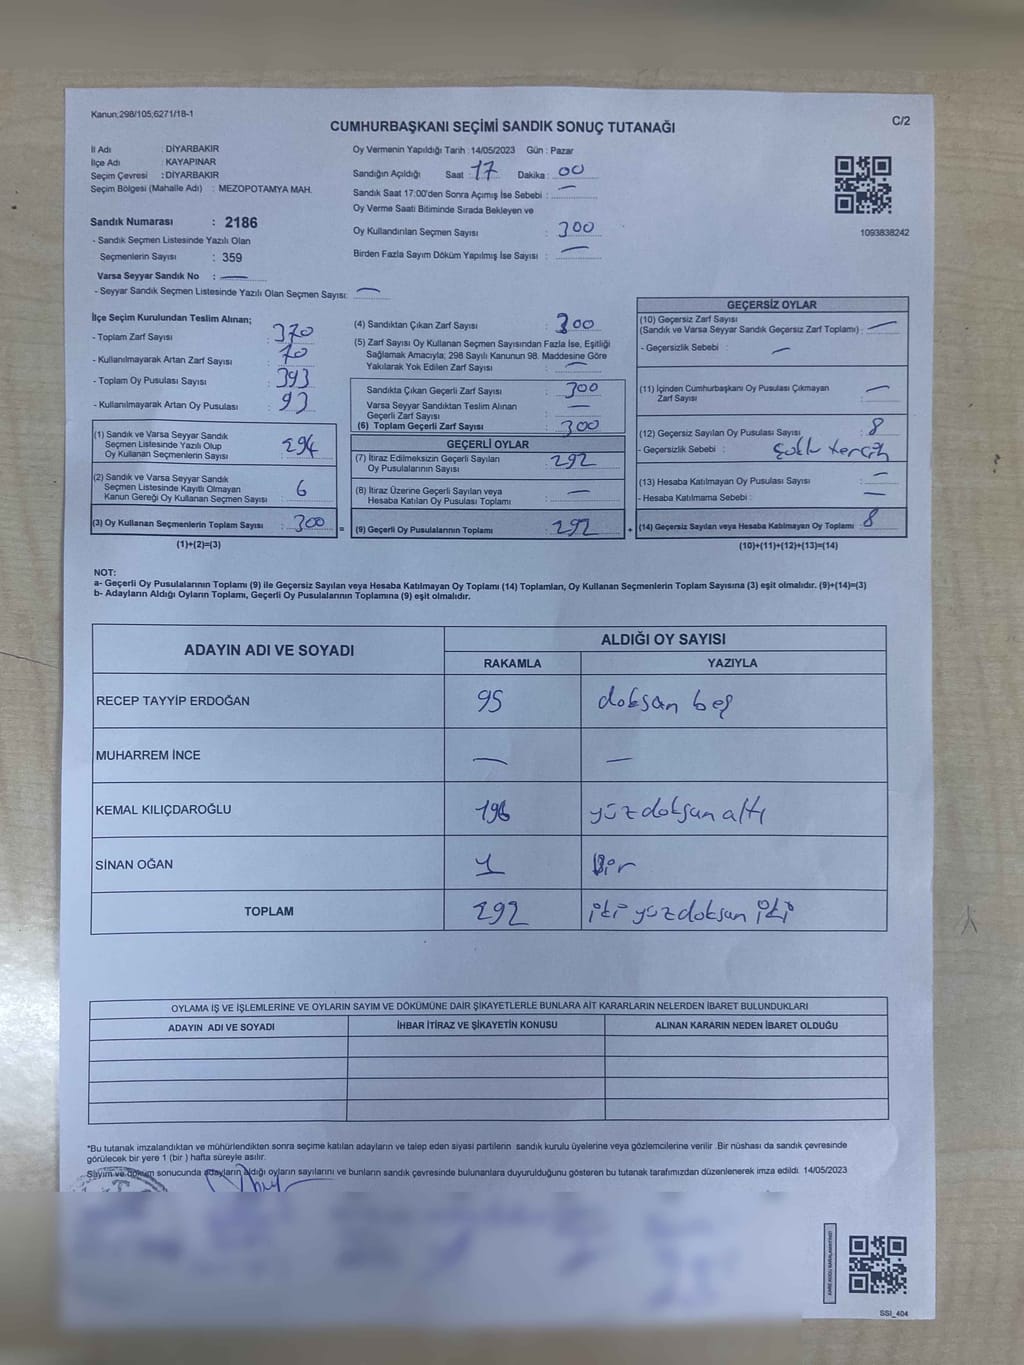 Kanun;298/105;6271/18-1
C/2
CUMHURBAŞKANI SEÇİMİ SANDIK SONUÇ TUTANAĞI
İl Adı : DİYARBAKIR
İlçe Adı : KAYAPINAR
Seçim Çevresi : DİYARBAKIR
Seçim Bölgesi (Mahalle Adı) : MEZOPOTAMYA MAH.
Sandık Numarası : 2186
- Sandık Seçmen Listesinde Yazılı Olan
Seçmenlerin Sayısı : 359
Varsa Seyyar Sandık No : —
- Seyyar Sandık Seçmen Listesinde Yazılı Olan Seçmen Sayısı: —
Oy Vermenin Yapıldığı Tarih : 14/05/2023 Gün : Pazar
Sandığın Açıldığı Saat : 17 Dakika : 00
Sandık Saat 17:00'den Sonra Açımış İse Sebebi : —
Oy Verme Saati Bitiminde Sırada Bekleyen ve
Oy Kullandırılan Seçmen Sayısı : 300
Birden Fazla Sayım Döküm Yapılmış İse Sayısı : —
1093838242
İlçe Seçim Kurulundan Teslim Alınan;
- Toplam Zarf Sayısı : 370
- Kullanılmayarak Artan Zarf Sayısı : 70
- Toplam Oy Pusulası Sayısı : 393
- Kullanılmayarak Artan Oy Pusulası : 93
(1) Sandık ve Varsa Seyyar Sandık
Seçmen Listesinde Yazılı Olup
Oy Kullanan Seçmenlerin Sayısı : 294
(2) Sandık ve Varsa Seyyar Sandık
Seçmen Listesinde Kayıtlı Olmayan
Kanun Gereği Oy Kullanan Seçmen Sayısı : 6
(3) Oy Kullanan Seçmenlerin Toplam Sayısı : 300 =
(1)+(2)=(3)
(4) Sandıktan Çıkan Zarf Sayısı : 300
(5) Zarf Sayısı Oy Kullanan Seçmen Sayısından Fazla İse, Eşitliği
Sağlamak Amacıyla; 298 Sayılı Kanunun 98. Maddesine Göre
Yakılarak Yok Edilen Zarf Sayısı : —
Sandıkta Çıkan Geçerli Zarf Sayısı : 300
Varsa Seyyar Sandıktan Teslim Alınan
Geçerli Zarf Sayısı : —
(6) Toplam Geçerli Zarf Sayısı : 300
GEÇERLİ OYLAR
(7) İtiraz Edilmeksizin Geçerli Sayılan
Oy Pusulalarının Sayısı : 292
(8) İtiraz Üzerine Geçerli Sayılan veya
Hesaba Katılan Oy Pusulası Toplamı : —
(9) Geçerli Oy Pusulalarının Toplamı : 292 +
GEÇERSİZ OYLAR
(10) Geçersiz Zarf Sayısı
(Sandık ve Varsa Seyyar Sandık Geçersiz Zarf Toplamı) : —
- Geçersizlik Sebebi : —
(11) İçinden Cumhurbaşkanı Oy Pusulası Çıkmayan
Zarf Sayısı : —
(12) Geçersiz Sayılan Oy Pusulası Sayısı : 8
- Geçersizlik Sebebi : Çoklu tercih
(13) Hesaba Katılmayan Oy Pusulası Sayısı : —
- Hesaba Katılmama Sebebi : —
(14) Geçersiz Sayılan veya Hesaba Katılmayan Oy Toplamı : 8
(10)+(11)+(12)+(13)=(14)
NOT:
a- Geçerli Oy Pusulalarının Toplamı (9) ile Geçersiz Sayılan veya Hesaba Katılmayan Oy Toplamı (14) Toplamları, Oy Kullanan Seçmenlerin Toplam Sayısına (3) eşit olmalıdır. (9)+(14)=(3)
b- Adayların Aldığı Oyların Toplamı, Geçerli Oy Pusulalarının Toplamına (9) eşit olmalıdır.
ADAYIN ADI VE SOYADI
ALDIĞI OY SAYISI
RAKAMLA YAZIYLA
RECEP TAYYİP ERDOĞAN 95 doksan beş
MUHARREM İNCE — —
KEMAL KILIÇDAROĞLU 196 yüz doksan altı
SİNAN OĞAN 1 Bir
TOPLAM 292 iki yüz doksan iki
OYLAMA İŞ VE İŞLEMLERİNE VE OYLARIN SAYIM VE DÖKÜMÜNE DAİR ŞİKAYETLERLE BUNLARA AİT KARARLARIN NELERDEN İBARET BULUNDUKLARI
ADAYIN ADI VE SOYADI İHBAR İTİRAZ VE ŞİKAYETİN KONUSU ALINAN KARARIN NEDEN İBARET OLDUĞU
*Bu tutanak imzalandıktan ve mühürlendikten sonra seçime katılan adayların ve talep eden siyasi partilerin sandık kurulu üyelerine veya gözlemcilerine verilir .Bir nüshası da sandık çevresinde
görülecek bir yere 1 (bir ) hafta süreyle asılır.
Sayım ve döküm sonucunda adayların aldığı oyların sayılarını ve bunların sandık çevresinde bulunanlara duyurulduğunu gösteren bu tutanak tarafımızdan düzenlenerek imza edildi. 14/05/2023
SSİ_404